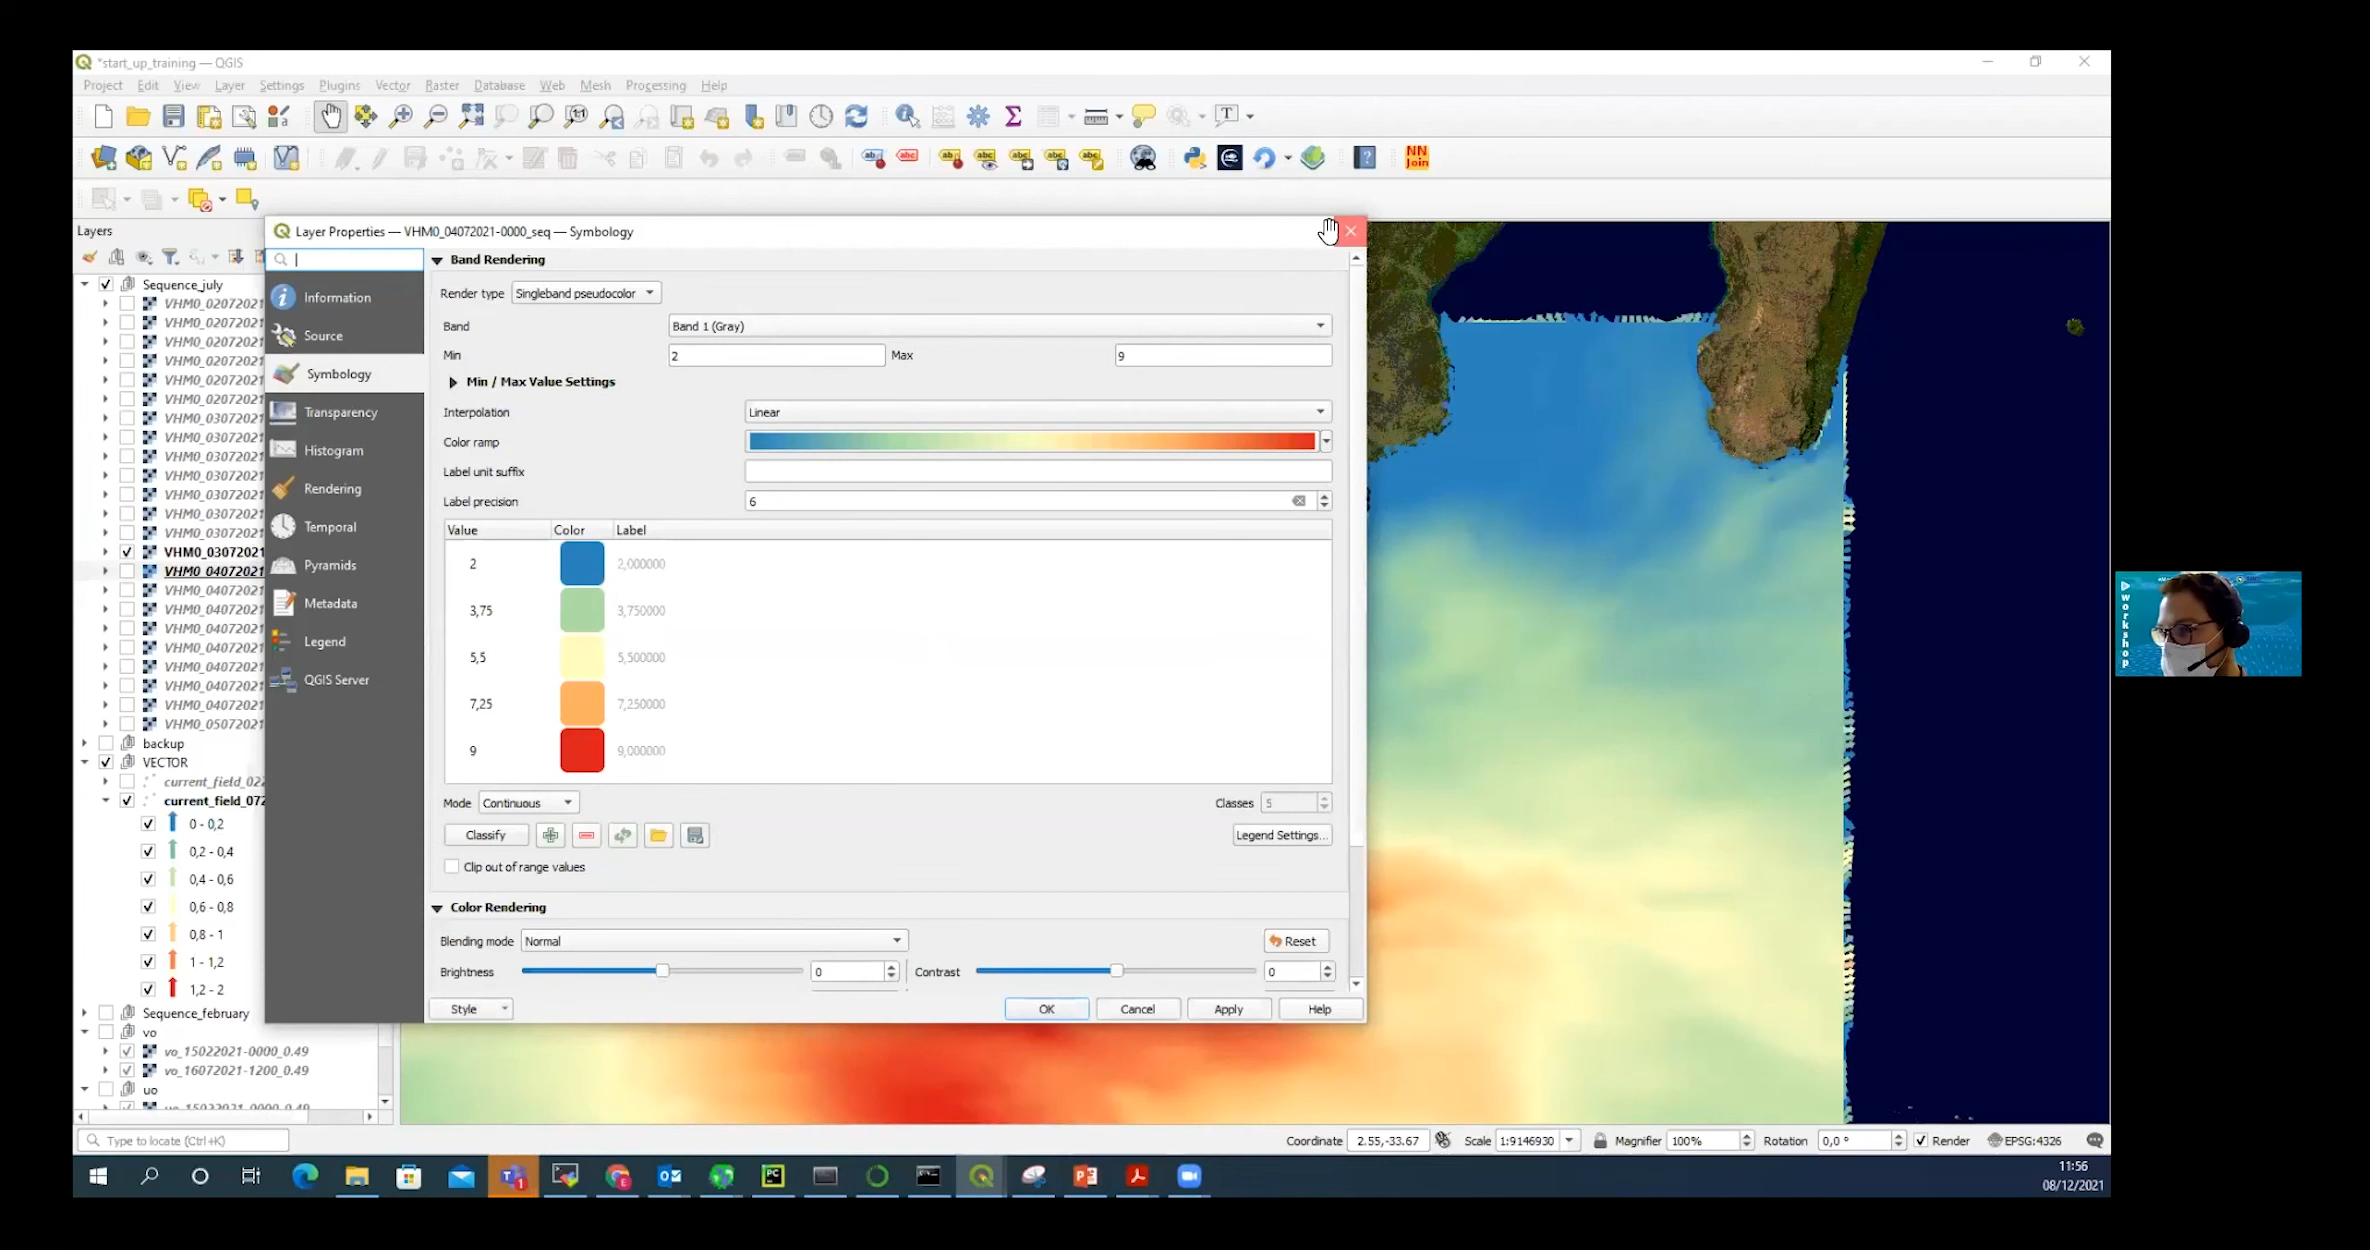 *start_up_training — QGIS
Project Edit View Layer Settings Plugins Vector Raster Database Web Mesh Processing Help
NN Join
Layers
Sequence_july
VHM0_02072021
VHM0_02072021
VHM0_02072021
VHM0_02072021
VHM0_02072021
VHM0_02072021
VHM0_03072021
VHM0_03072021
VHM0_03072021
VHM0_03072021
VHM0_03072021
VHM0_03072021
VHM0_03072021
VHM0_03072021
VHM0_04072021
VHM0_04072021
VHM0_04072021
VHM0_04072021
VHM0_04072021
VHM0_04072021
VHM0_04072021
VHM0_04072021
VHM0_05072021
backup
VECTOR
current_field_022
current_field_072
0 - 0,2
0,2 - 0,4
0,4 - 0,6
0,6 - 0,8
0,8 - 1
1 - 1,2
1,2 - 2
Sequence_february
vo
vo_15022021-0000_0.49
vo_16072021-1200_0.49
uo
uo_15022021-0000_0.49
Layer Properties — VHM0_04072021-0000_seq — Symbology
Information
Source
Symbology
Transparency
Histogram
Rendering
Temporal
Pyramids
Metadata
Legend
QGIS Server
Band Rendering
Render type Singleband pseudocolor
Band Band 1 (Gray)
Min 2 Max 9
Min / Max Value Settings
Interpolation Linear
Color ramp
Label unit suffix
Label precision 6
Value Color Label
2 2,000000
3,75 3,750000
5,5 5,500000
7,25 7,250000
9 9,000000
Mode Continuous Classes 5
Classify Legend Settings...
Clip out of range values
Color Rendering
Blending mode Normal Reset
Brightness 0 Contrast 0
Style OK Cancel Apply Help
workshop
Type to locate (Ctrl+K) Coordinate 2.55,-33.67 Scale 1:9146930 Magnifier 100% Rotation 0,0 ° Render EPSG:4326
11:56
08/12/2021